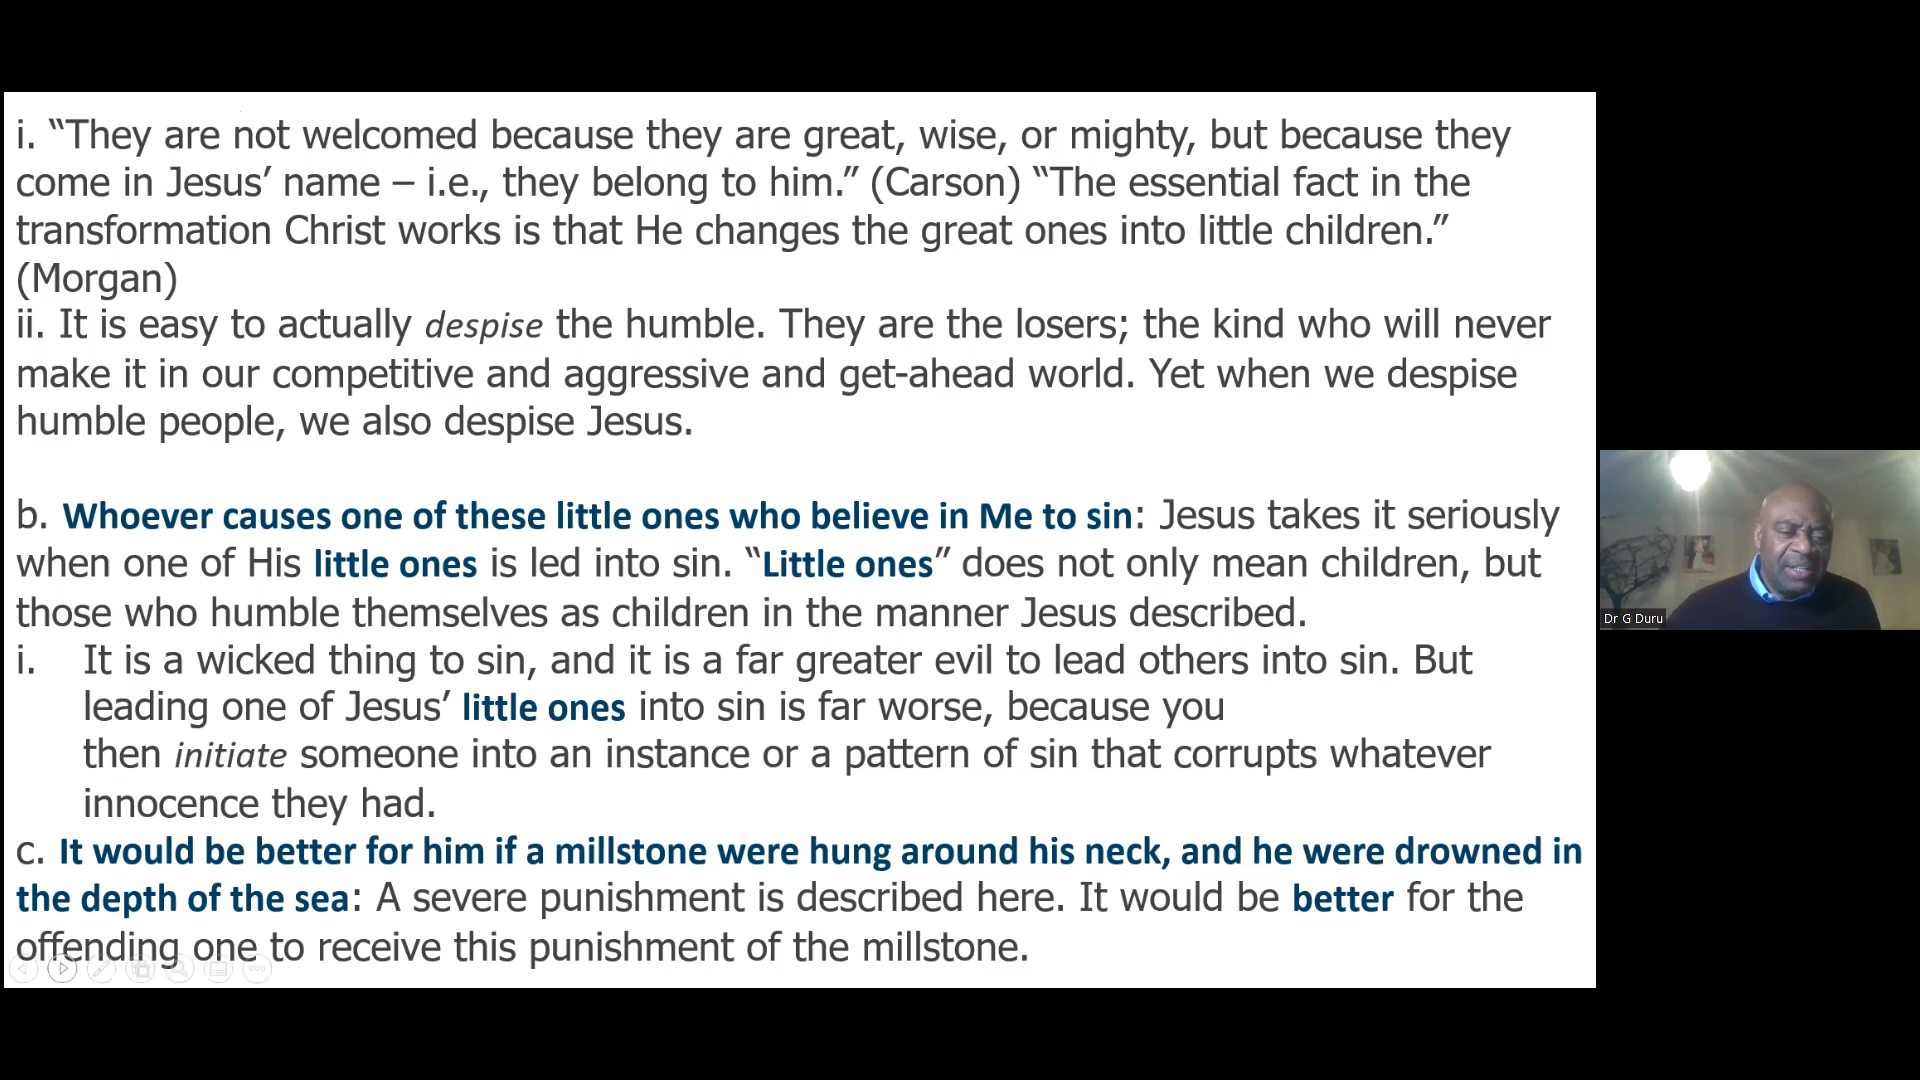 i. “They are not welcomed because they are great, wise, or mighty, but because they
come in Jesus’ name – i.e., they belong to him.” (Carson) “The essential fact in the
transformation Christ works is that He changes the great ones into little children.”
(Morgan)
ii. It is easy to actually despise the humble. They are the losers; the kind who will never
make it in our competitive and aggressive and get-ahead world. Yet when we despise
humble people, we also despise Jesus.
b. Whoever causes one of these little ones who believe in Me to sin: Jesus takes it seriously
when one of His little ones is led into sin. “Little ones” does not only mean children, but
those who humble themselves as children in the manner Jesus described.
i. It is a wicked thing to sin, and it is a far greater evil to lead others into sin. But
leading one of Jesus’ little ones into sin is far worse, because you
then initiate someone into an instance or a pattern of sin that corrupts whatever
innocence they had.
c. It would be better for him if a millstone were hung around his neck, and he were drowned in
the depth of the sea: A severe punishment is described here. It would be better for the
offending one to receive this punishment of the millstone.
Dr G Duru